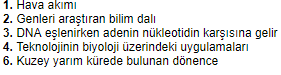 1. Hava akımı
2. Genleri araştıran bilim dalı
3. DNA eşlenirken adenin nükleotidin karşısına gelir
4. Teknolojinin biyoloji üzerindeki uygulamaları
6. Kuzey yarım kürede bulunan dönence